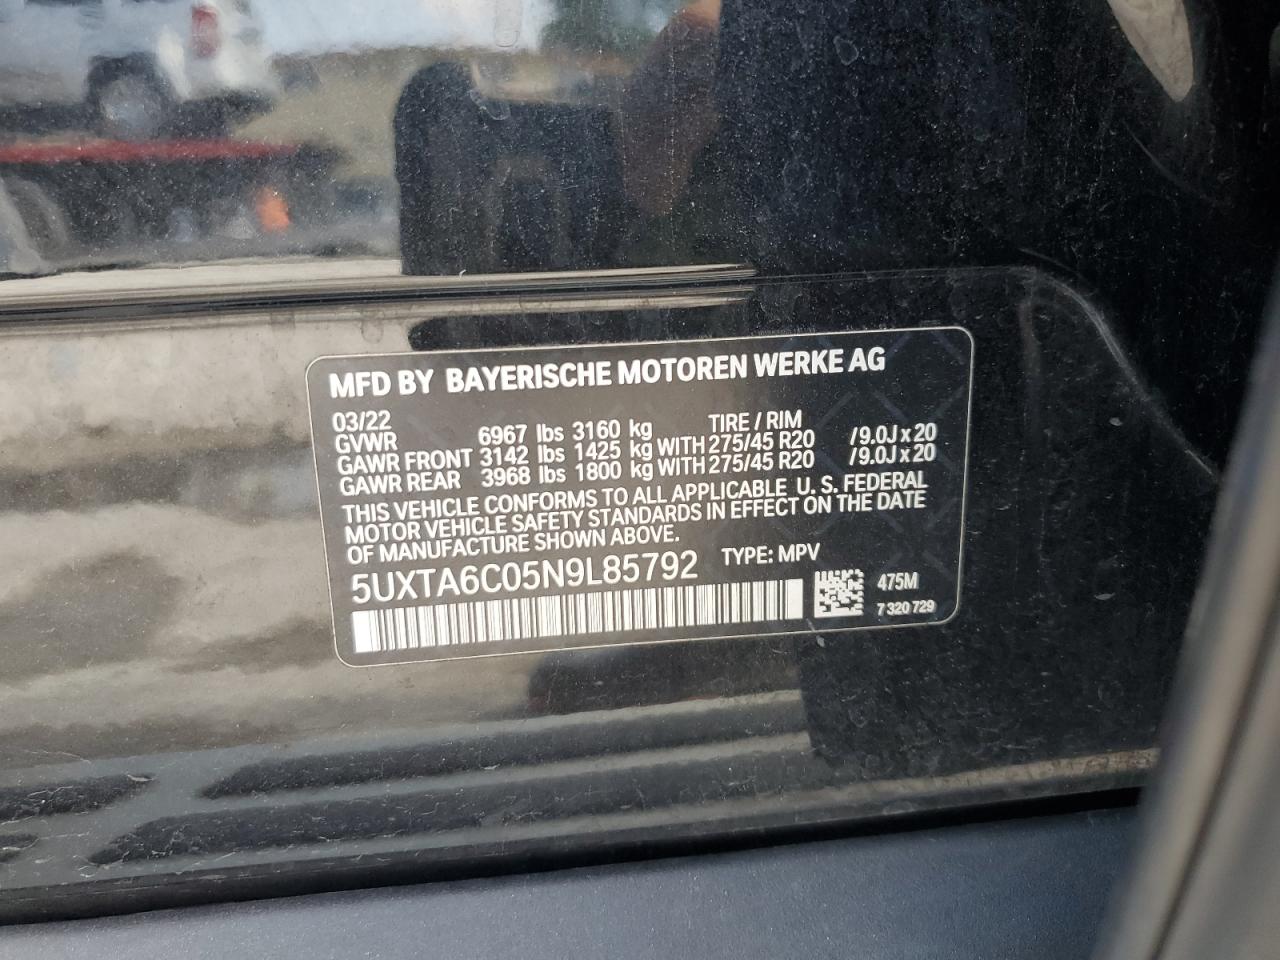 MFD BY BAYERISCHE MOTOREN WERKE AG
03/22 TIRE / RIM
GVWR 6967 lbs 3160 kg
GAWR FRONT 3142 lbs 1425 kg WITH 275/45 R20 /9.0J x 20
GAWR REAR 3968 lbs 1800 kg WITH 275/45 R20 /9.0J x 20
THIS VEHICLE CONFORMS TO ALL APPLICABLE U. S. FEDERAL
MOTOR VEHICLE SAFETY STANDARDS IN EFFECT ON THE DATE
OF MANUFACTURE SHOWN ABOVE.
5UXTA6C05N9L85792 TYPE: MPV
475M
7 320 729